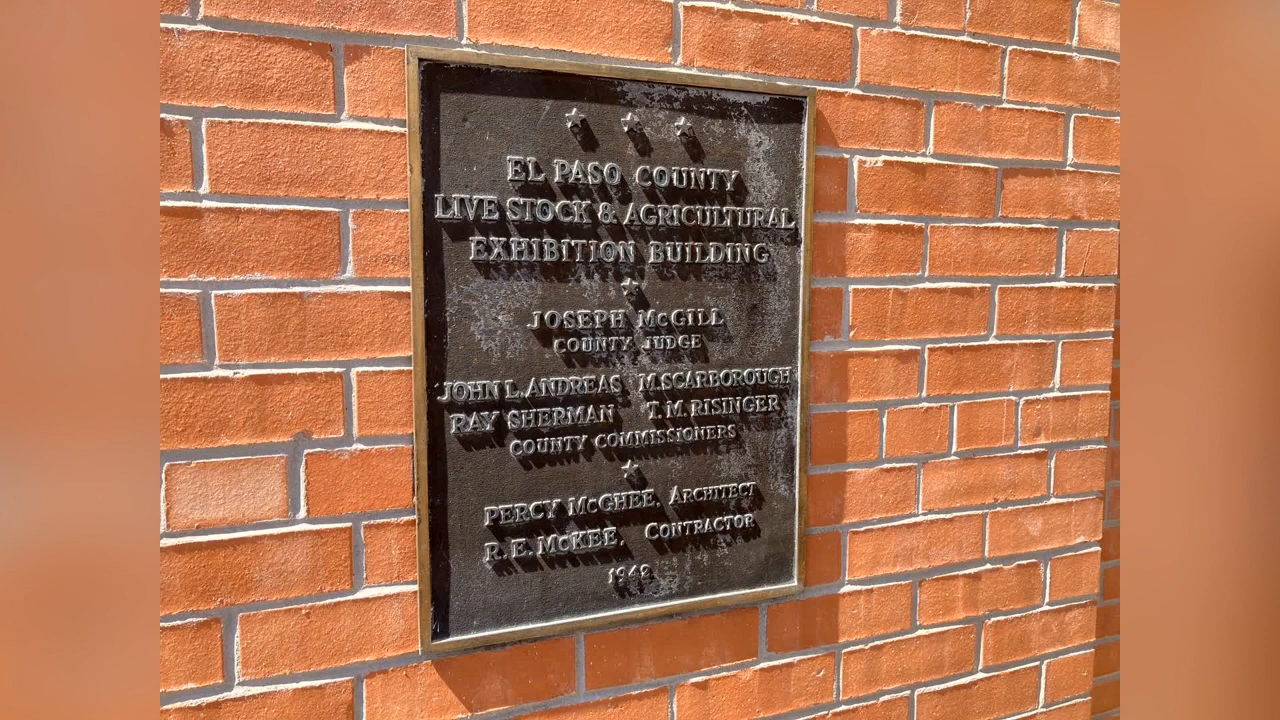 EL PASO COUNTY
LIVE STOCK & AGRICULTURAL
EXHIBITION BUILDING
JOSEPH McGILL
COUNTY JUDGE
JOHN L. ANDREAS M. SCARBOROUGH
RAY SHERMAN T. M. RISINGER
COUNTY COMMISSIONERS
PERCY McGHEE, ARCHITECT
R. E. McKEE, CONTRACTOR
1942